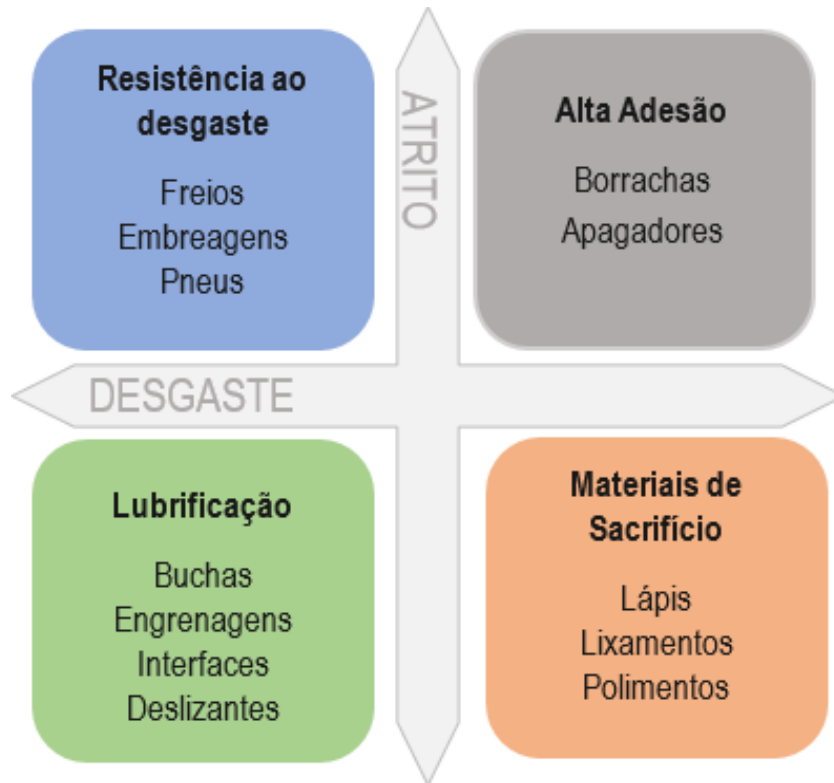 Resistência ao
desgaste
Freios
Embreagens
Pneus
ATRITO
Alta Adesão
Borrachas
Apagadores
DESGASTE
Lubrificação
Buchas
Engrenagens
Interfaces
Deslizantes
Materiais de
Sacrifício
Lápis
Lixamentos
Polimentos